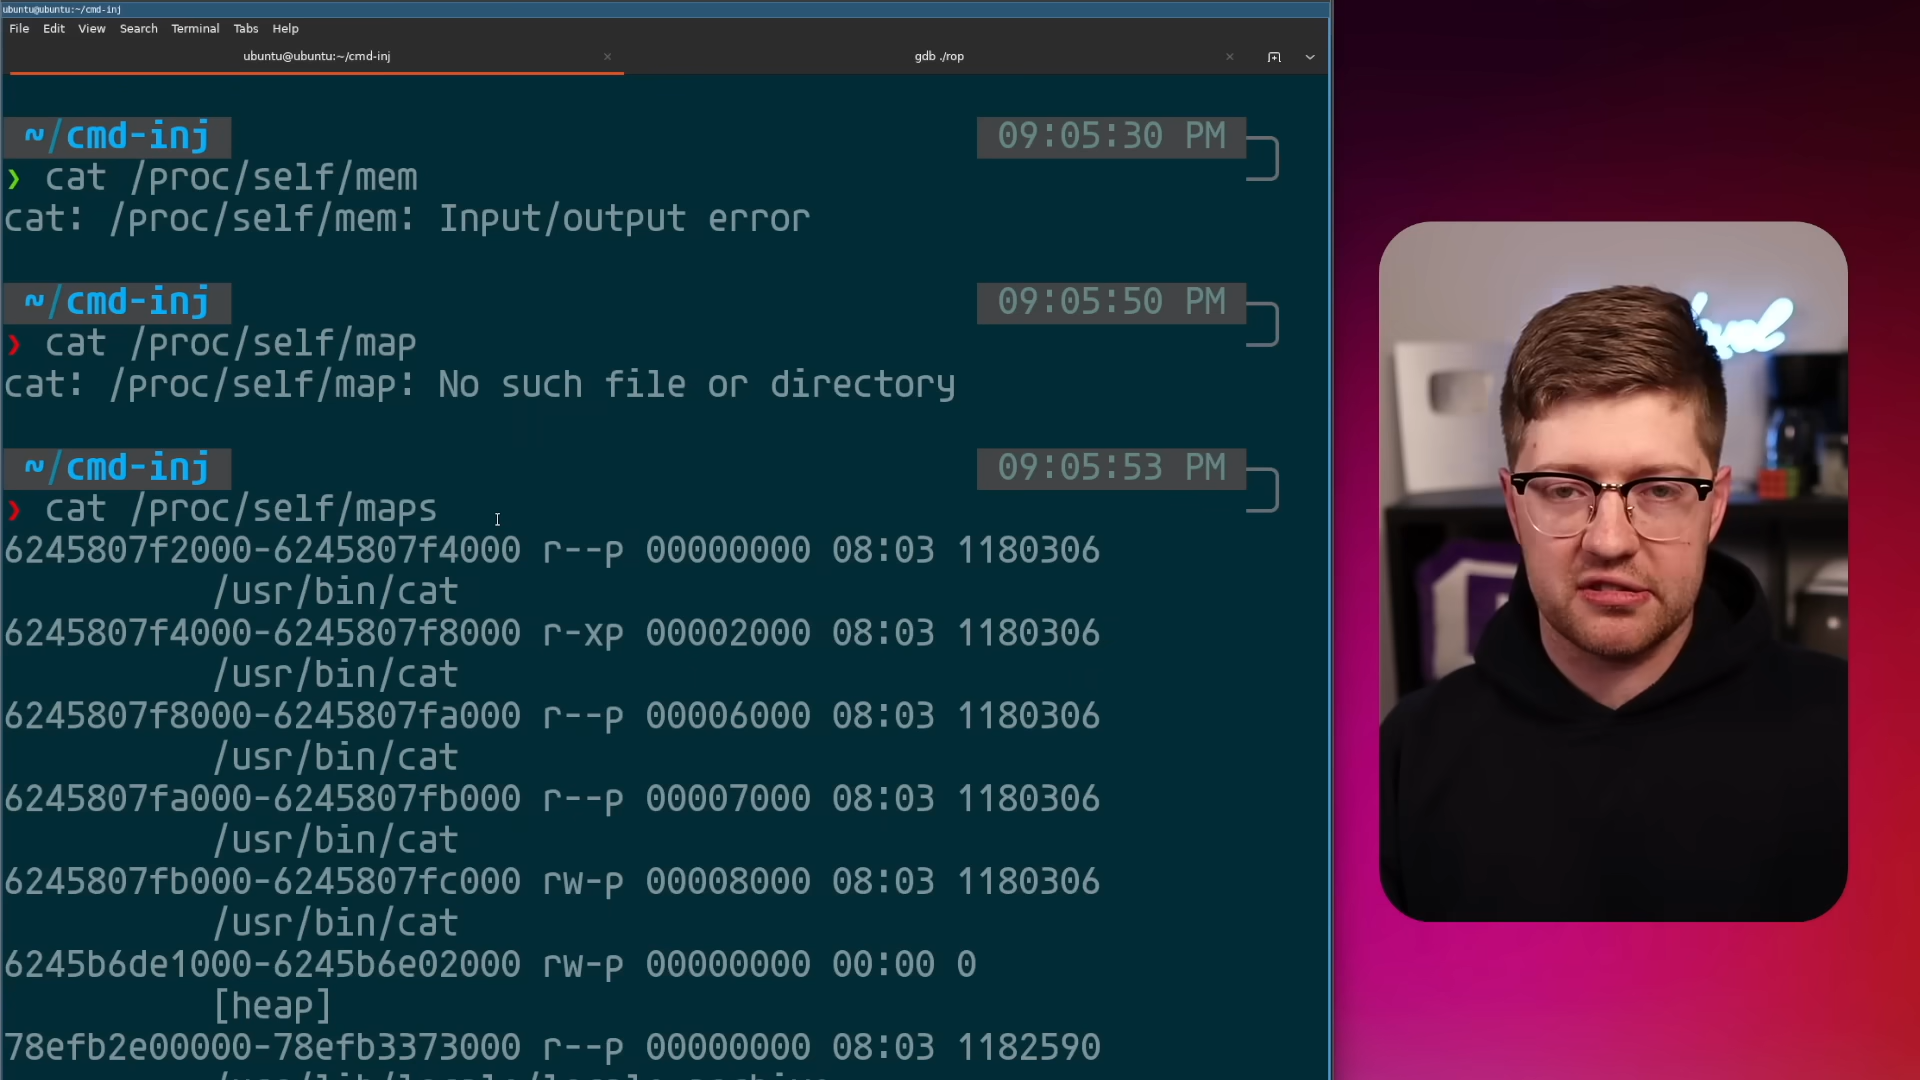 ubuntu@ubuntu:~/cmd-inj
File Edit View Search Terminal Tabs Help
ubuntu@ubuntu:~/cmd-inj × gdb ./rop ×
~/cmd-inj 09:05:30 PM
❯ cat /proc/self/mem
cat: /proc/self/mem: Input/output error
~/cmd-inj 09:05:50 PM
❯ cat /proc/self/map
cat: /proc/self/map: No such file or directory
~/cmd-inj 09:05:53 PM
❯ cat /proc/self/maps
6245807f2000-6245807f4000 r--p 00000000 08:03 1180306
/usr/bin/cat
6245807f4000-6245807f8000 r-xp 00002000 08:03 1180306
/usr/bin/cat
6245807f8000-6245807fa000 r--p 00006000 08:03 1180306
/usr/bin/cat
6245807fa000-6245807fb000 r--p 00007000 08:03 1180306
/usr/bin/cat
6245807fb000-6245807fc000 rw-p 00008000 08:03 1180306
/usr/bin/cat
6245b6de1000-6245b6e02000 rw-p 00000000 00:00 0
[heap]
78efb2e00000-78efb3373000 r--p 00000000 08:03 1182590